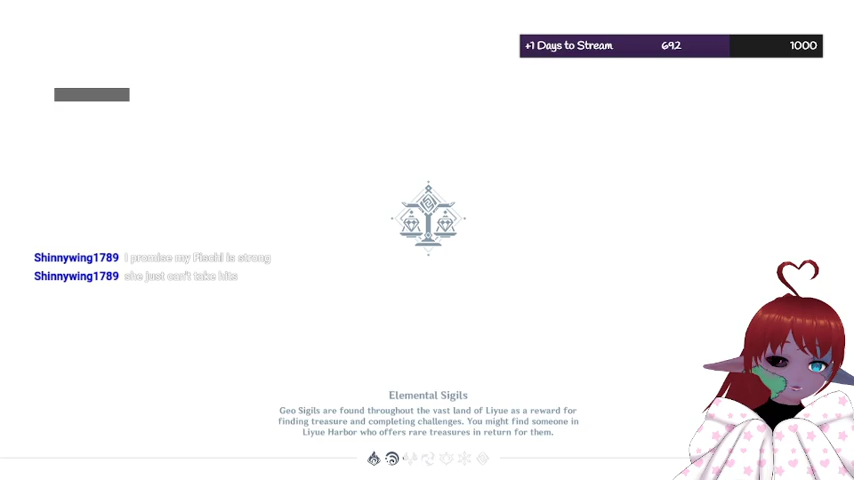 +1 Days to Stream 692 1000
Shinnywing1789 I promise my Fischl is strong
Shinnywing1789 she just can't take hits
Elemental Sigils
Geo Sigils are found throughout the vast land of Liyue as a reward for
finding treasure and completing challenges. You might find someone in
Liyue Harbor who offers rare treasures in return for them.